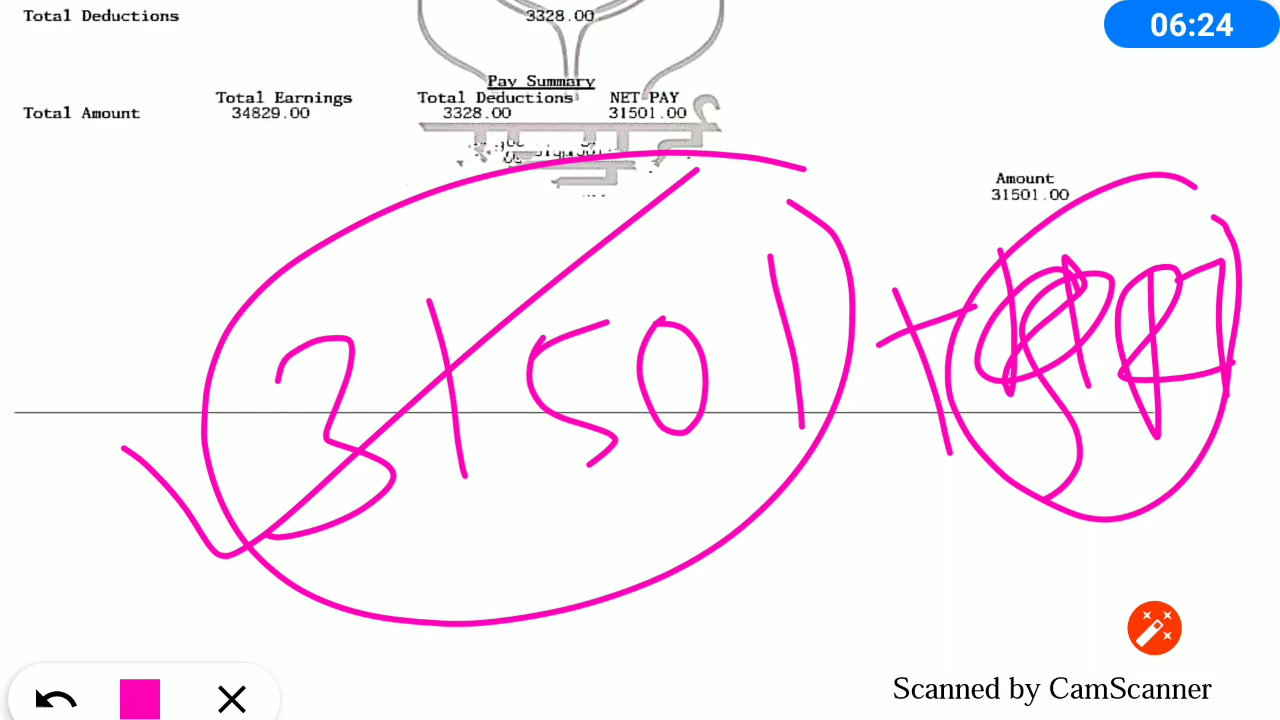 06:24
Total Deductions 3328.00
Pay Summary
Total Earnings Total Deductions NET PAY
Total Amount 34829.00 3328.00 31501.00
Amount
31501.00
31501 +
Scanned by CamScanner